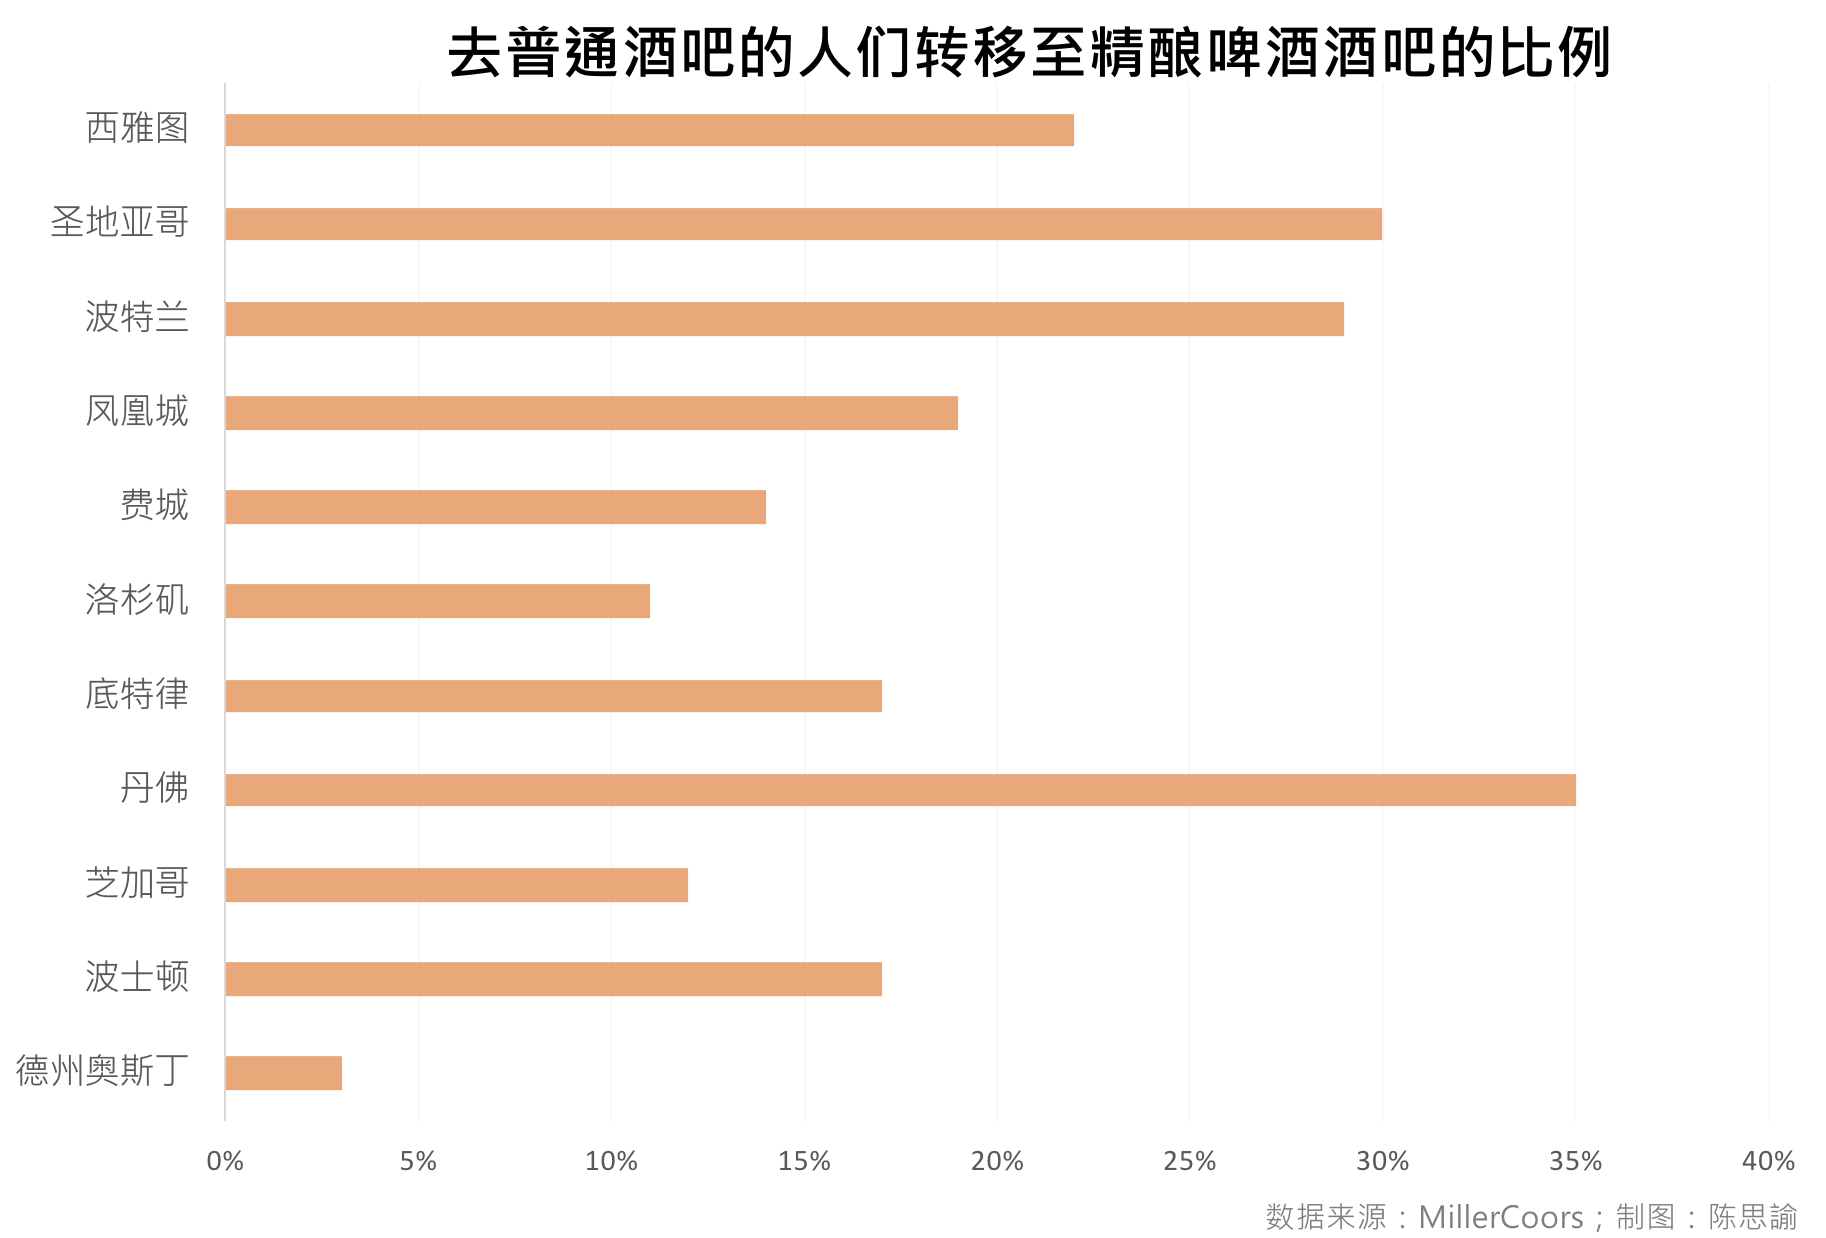 去普通酒吧的人们转移至精酿啤酒酒吧的比例
西雅图
圣地亚哥
波特兰
凤凰城
费城
洛杉矶
底特律
丹佛
芝加哥
波士顿
德州奥斯丁
0% 5% 10% 15% 20% 25% 30% 35% 40%
数据来源：MillerCoors；制图：陈思諭